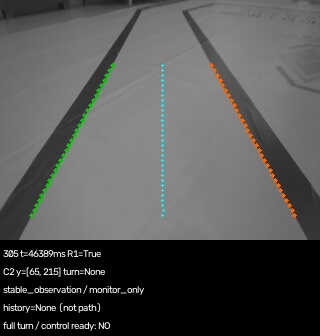 305 t=46389ms R1=True
C2 y=[65, 215] turn=None
stable_observation / monitor_only
history=None (not path)
full turn / control ready: NO